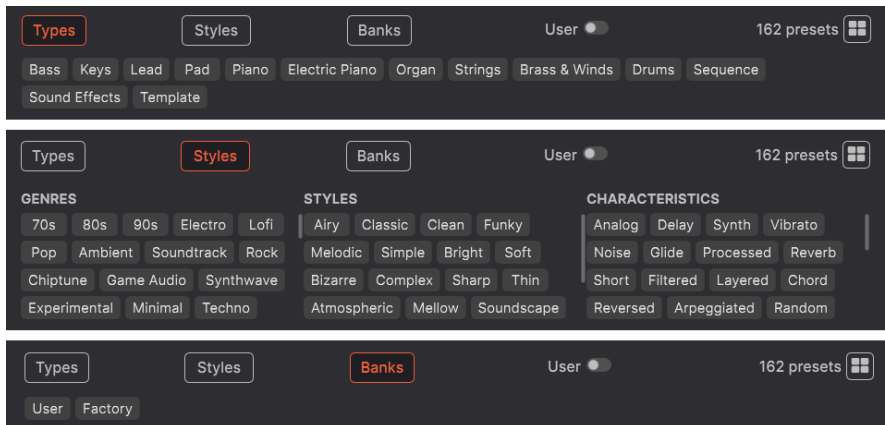 Types Styles Banks User 162 presets
Bass Keys Lead Pad Piano Electric Piano Organ Strings Brass & Winds Drums Sequence
Sound Effects Template
Types Styles Banks User 162 presets
GENRES STYLES CHARACTERISTICS
70s 80s 90s Electro Lofi Airy Classic Clean Funky Analog Delay Synth Vibrato
Pop Ambient Soundtrack Rock Melodic Simple Bright Soft Noise Glide Processed Reverb
Chiptune Game Audio Synthwave Bizarre Complex Sharp Thin Short Filtered Layered Chord
Experimental Minimal Techno Atmospheric Mellow Soundscape Reversed Arpeggiated Random
Types Styles Banks User 162 presets
User Factory